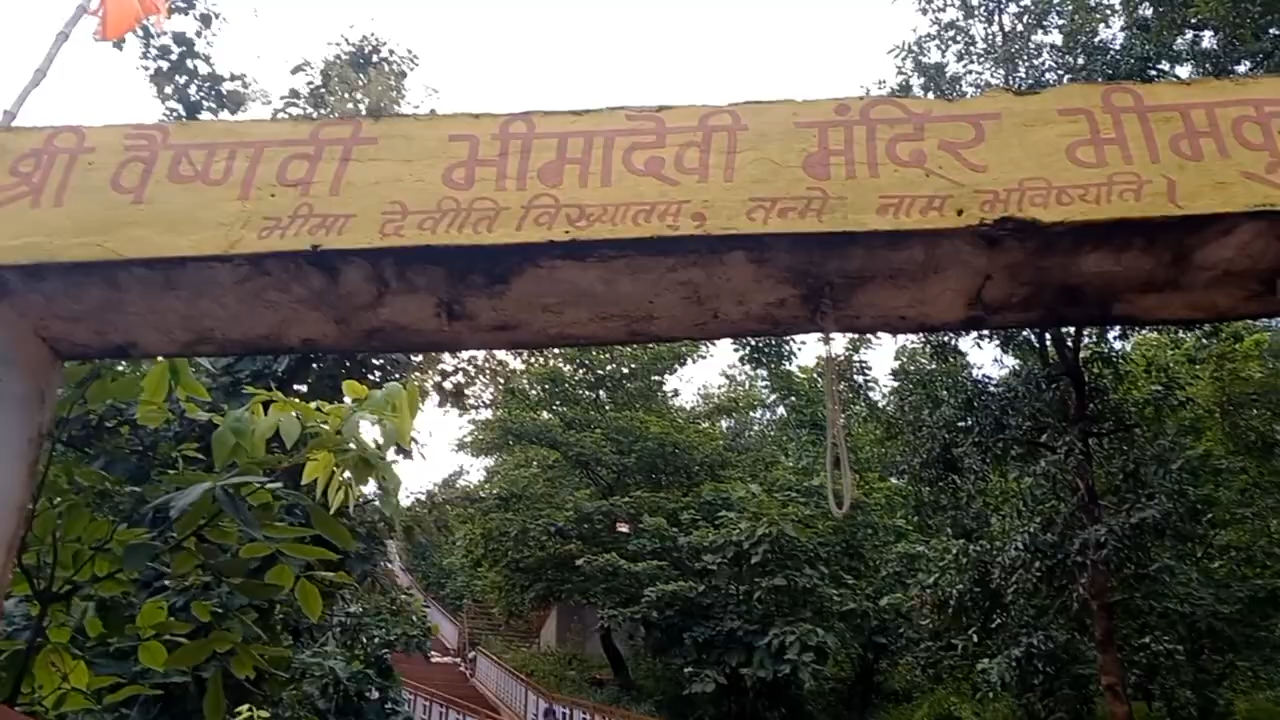 श्री वैष्णवी भीमादेवी मंदिर
भीमा देवीति विख्यातम्, तन्मे नाम भविष्यति।